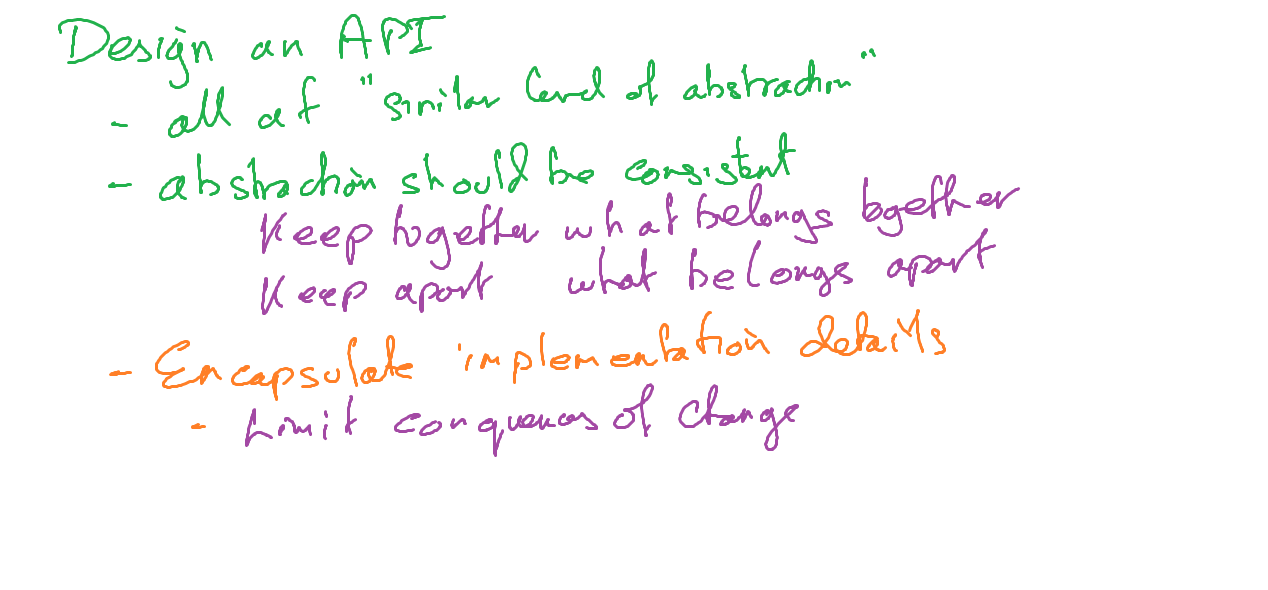 Design an API
- all at "similar level of abstraction"
- abstraction should be consistent
Keep together what belongs together
Keep apart what belongs apart
- Encapsulate implementation details
- Limit conquences of change